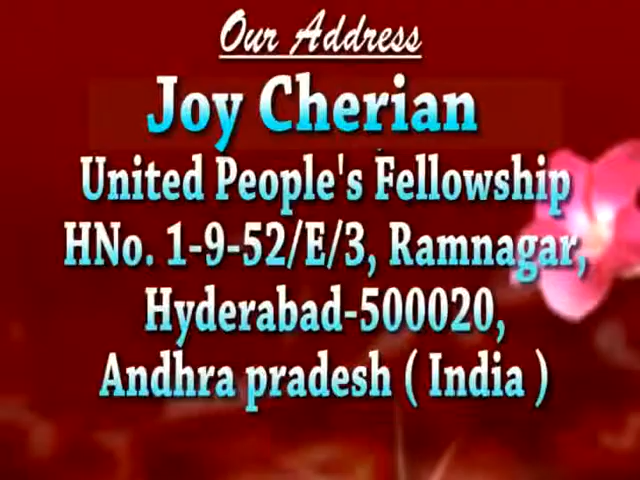 Our Address
Joy Cherian
United People's Fellowship
HNo. 1-9-52/E/3, Ramnagar,
Hyderabad-500020,
Andhra pradesh ( India )